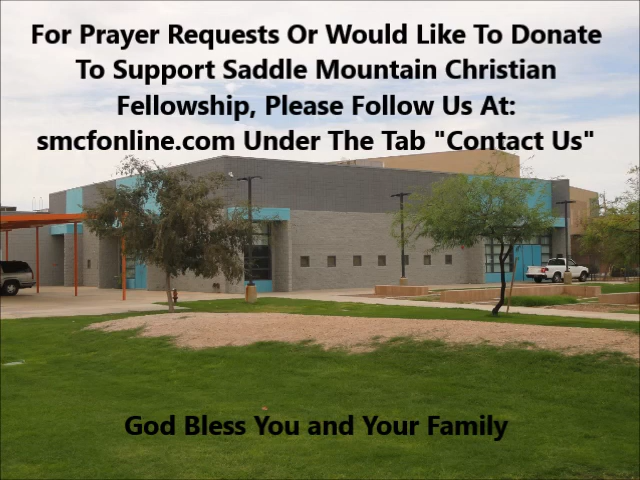 For Prayer Requests Or Would Like To Donate
To Support Saddle Mountain Christian
Fellowship, Please Follow Us At:
smcfonline.com Under The Tab "Contact Us"
God Bless You and Your Family